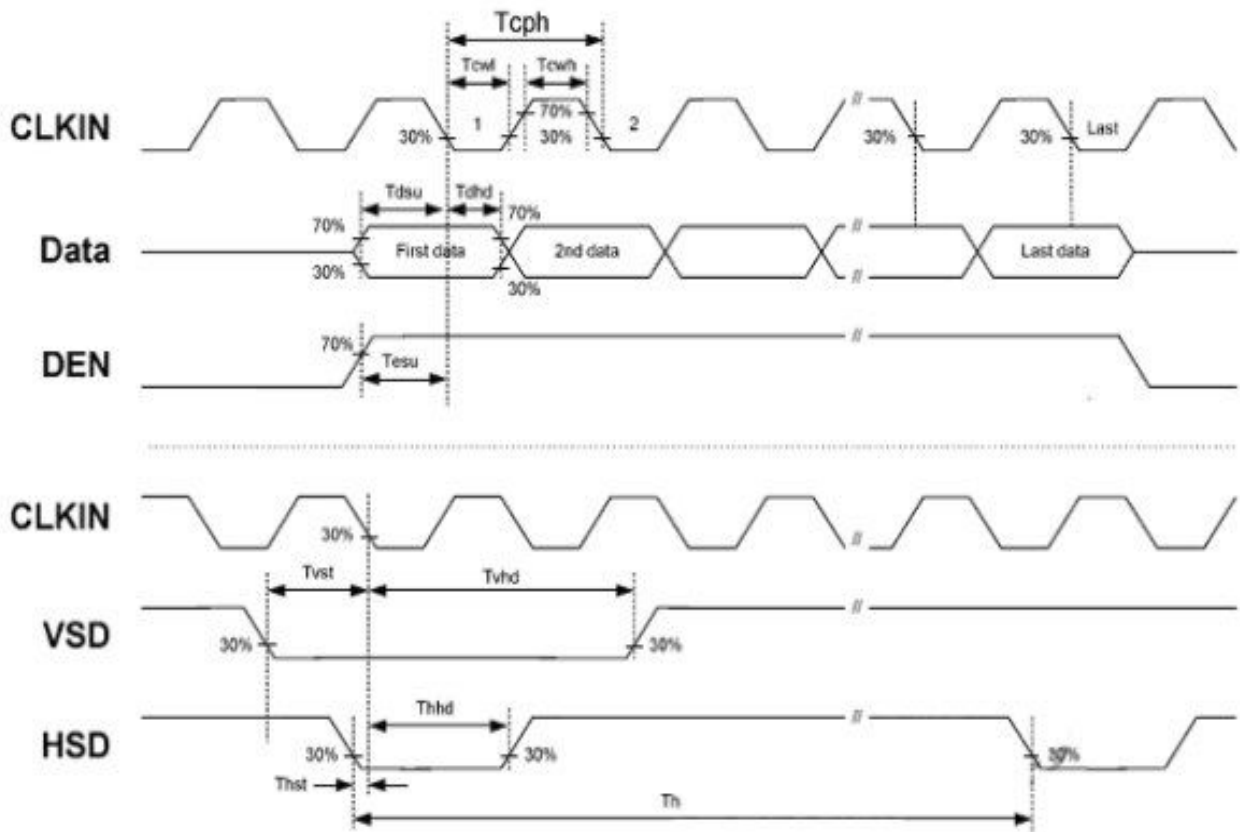 Tcph
Tcwl Tcwh
CLKIN
30% 1 70% 30% 2 30% 30% Last
Tdsu Tdhd
Data
70% 70%
First data 2nd data Last data
30% 30%
DEN
70%
Tesu
CLKIN
30%
Tvst Tvhd
VSD
30% 30%
Thhd
HSD
30% 30% 30%
Thst
Th